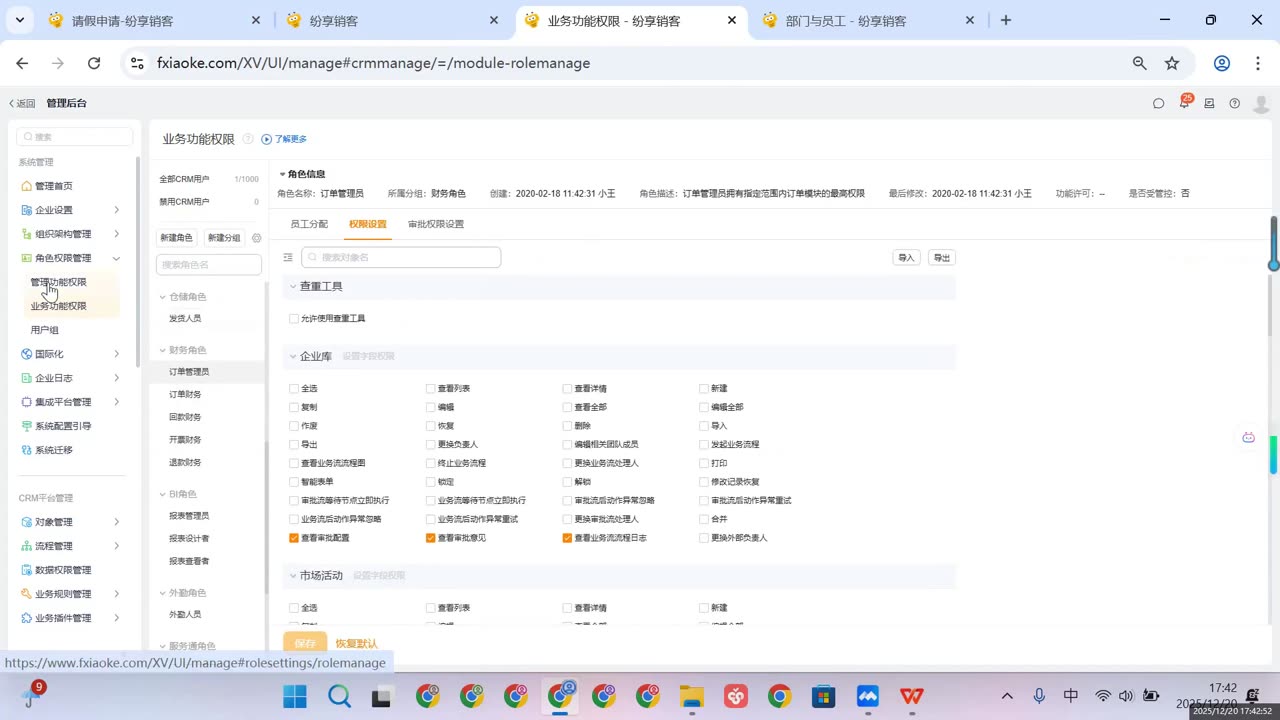 请假申请-纷享销客
纷享销客
业务功能权限 - 纷享销客
部门与员工 - 纷享销客
fxiaoke.com/XV/UI/manage#crmmanage/=/module-rolemanage
返回 管理后台
25
搜索
系统管理
管理首页
企业设置
组织架构管理
角色权限管理
管理功能权限
业务功能权限
用户组
国际化
企业日志
集成平台管理
系统配置引导
系统迁移
CRM平台管理
对象管理
流程管理
数据权限管理
业务规则管理
业务插件管理
业务功能权限 了解更多
全部CRM用户 1/1000
禁用CRM用户 0
新建角色 新建分组
搜索角色名
仓储角色
发货人员
财务角色
订单管理员
订单财务
回款财务
开票财务
退款财务
BI角色
报表管理员
报表设计者
报表查看者
外勤角色
外勤人员
服务通角色
角色信息
角色名称: 订单管理员 所属分组: 财务角色 创建: 2020-02-18 11:42:31 小王 角色描述: 订单管理员拥有指定范围内订单模块的最高权限 最后修改: 2020-02-18 11:42:31 小王 功能许可: -- 是否受管控: 否
员工分配 权限设置 审批权限设置
搜索对象名 导入 导出
查重工具
允许使用查重工具
企业库 设置字段权限
全选 查看列表 查看详情 新建
复制 编辑 查看全部 编辑全部
作废 恢复 删除 导入
导出 更换负责人 编辑相关团队成员 发起业务流程
查看业务流流程图 终止业务流程 更换业务流处理人 打印
智能表单 锁定 解锁 修改记录恢复
审批流等待节点立即执行 业务流等待节点立即执行 审批流后动作异常忽略 审批流后动作异常重试
业务流后动作异常忽略 业务流后动作异常重试 更换审批流处理人 合并
查看审批配置 查看审批意见 查看业务流流程日志 更换外部负责人
市场活动 设置字段权限
全选 查看列表 查看详情 新建
保存 恢复默认
https://www.fxiaoke.com/XV/UI/manage#rolesettings/rolemanage
9
中
17:42
2025/12/20
2025/12/20 17:42:52